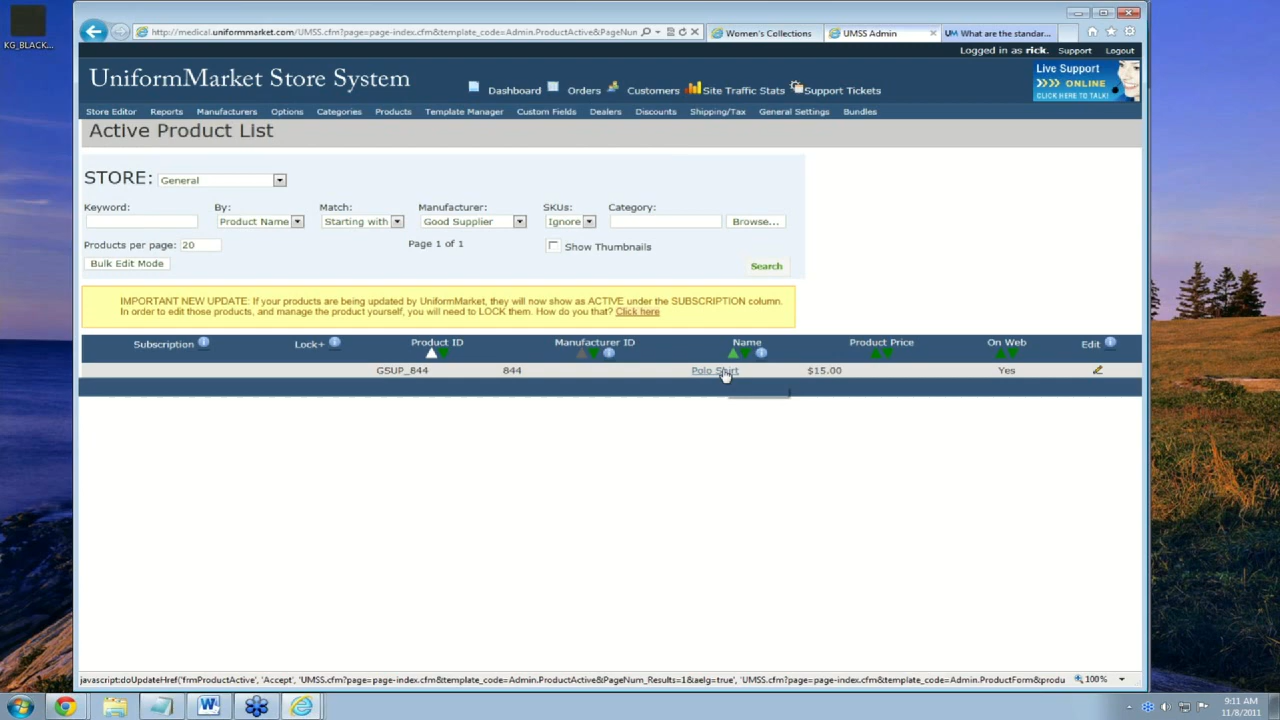 KG_BLACK...
http://medical.uniformmarket.com/UMSS.cfm?page=page-index.cfm&template_code=Admin.ProductActive&PageNum
Women's Collections
UMSS Admin
UM What are the standar...
Logged in as rick.
Support
Logout
UniformMarket Store System
Dashboard
Orders
Customers
Site Traffic Stats
Support Tickets
Live Support
>>>> ONLINE
CLICK HERE TO TALK!
Store Editor
Reports
Manufacturers
Options
Categories
Products
Template Manager
Custom Fields
Dealers
Discounts
Shipping/Tax
General Settings
Bundles
Active Product List
STORE: General
Keyword:
By:
Match:
Manufacturer:
SKUs:
Category:
Product Name
Starting with
Good Supplier
Ignore
Browse...
Products per page: 20
Page 1 of 1
Show Thumbnails
Bulk Edit Mode
Search
IMPORTANT NEW UPDATE: If your products are being updated by UniformMarket, they will now show as ACTIVE under the SUBSCRIPTION column.
In order to edit those products, and manage the product yourself, you will need to LOCK them. How do you that? Click here
Subscription
Lock+
Product ID
Manufacturer ID
Name
Product Price
On Web
Edit
GSUP_844
844
Polo Shirt
$15.00
Yes
javascript:doUpdateHref('frmProductActive', 'Accept', 'UMSS.cfm?page=page-index.cfm&template_code=Admin.ProductActive&PageNum_Results=1&aelg=true', 'UMSS.cfm?page=page-index.cfm&template_code=Admin.ProductForm&produ
100%
9:11 AM
11/8/2011